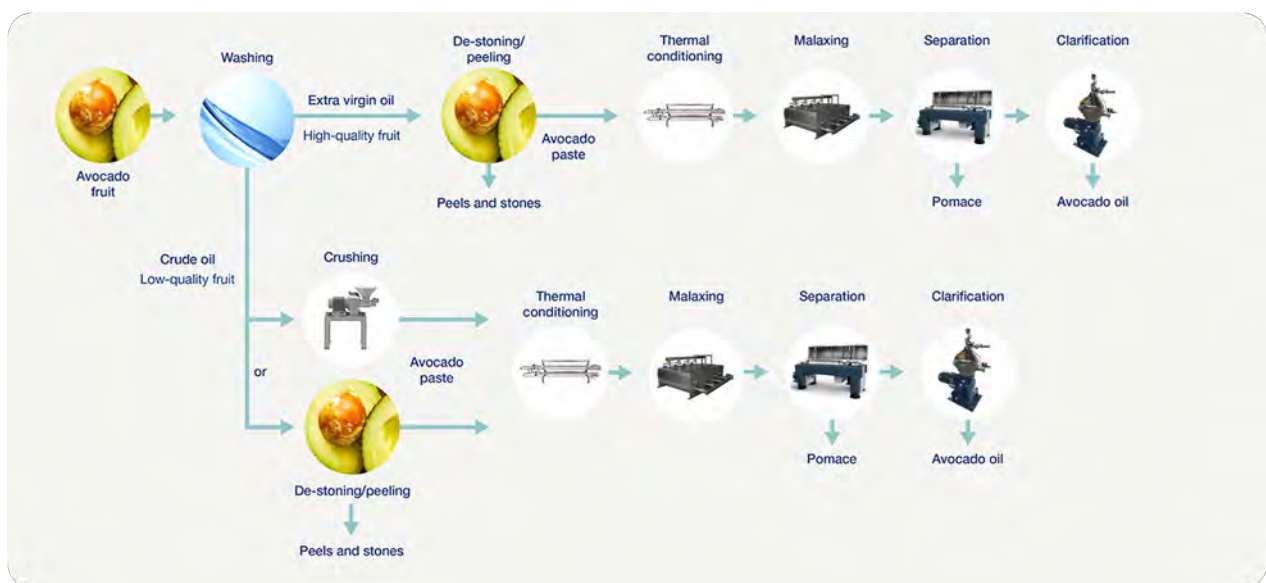 Avocado
fruit
Washing
Extra virgin oil
High-quality fruit
De-stoning/
peeling
Peels and stones
Avocado
paste
Thermal
conditioning
Malaxing
Separation
Pomace
Clarification
Avocado oil
Crude oil
Low-quality fruit
or
Crushing
De-stoning/peeling
Peels and stones
Avocado
paste
Thermal
conditioning
Malaxing
Separation
Pomace
Clarification
Avocado oil